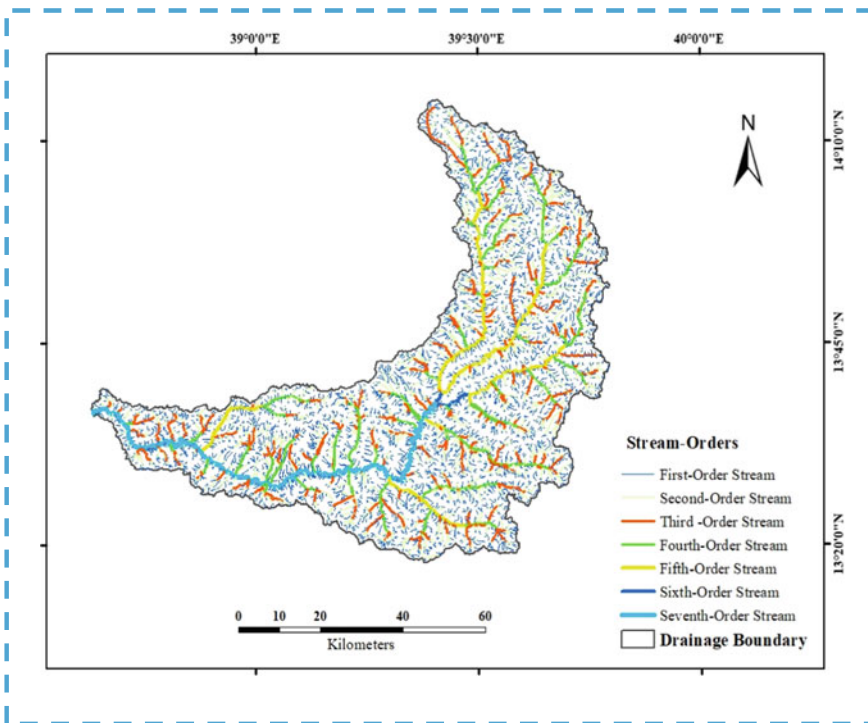 39°0'0"E 39°30'0"E 40°0'0"E
N
14°10'0"N
13°45'0"N
13°20'0"N
Stream-Orders
First-Order Stream
Second-Order Stream
Third -Order Stream
Fourth-Order Stream
Fifth-Order Stream
Sixth-Order Stream
Seventh-Order Stream
Drainage Boundary
0 10 20 40 60
Kilometers